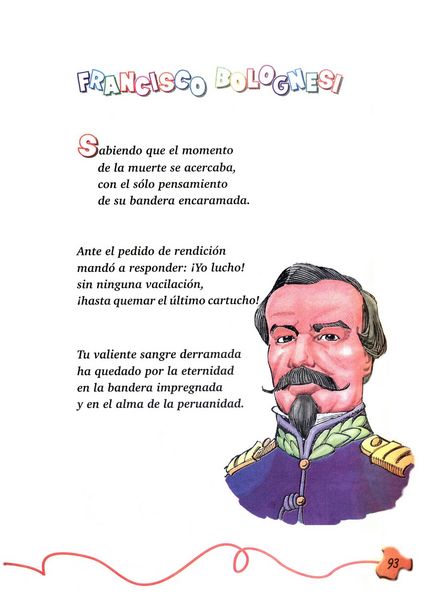 FRANCISCO BOLOGNESI
Sabiendo que el momento
de la muerte se acercaba,
con el sólo pensamiento
de su bandera encaramada.
Ante el pedido de rendición
mandó a responder: ¡Yo lucho!
sin ninguna vacilación,
¡hasta quemar el último cartucho!
Tu valiente sangre derramada
ha quedado por la eternidad
en la bandera impregnada
y en el alma de la peruanidad.
93